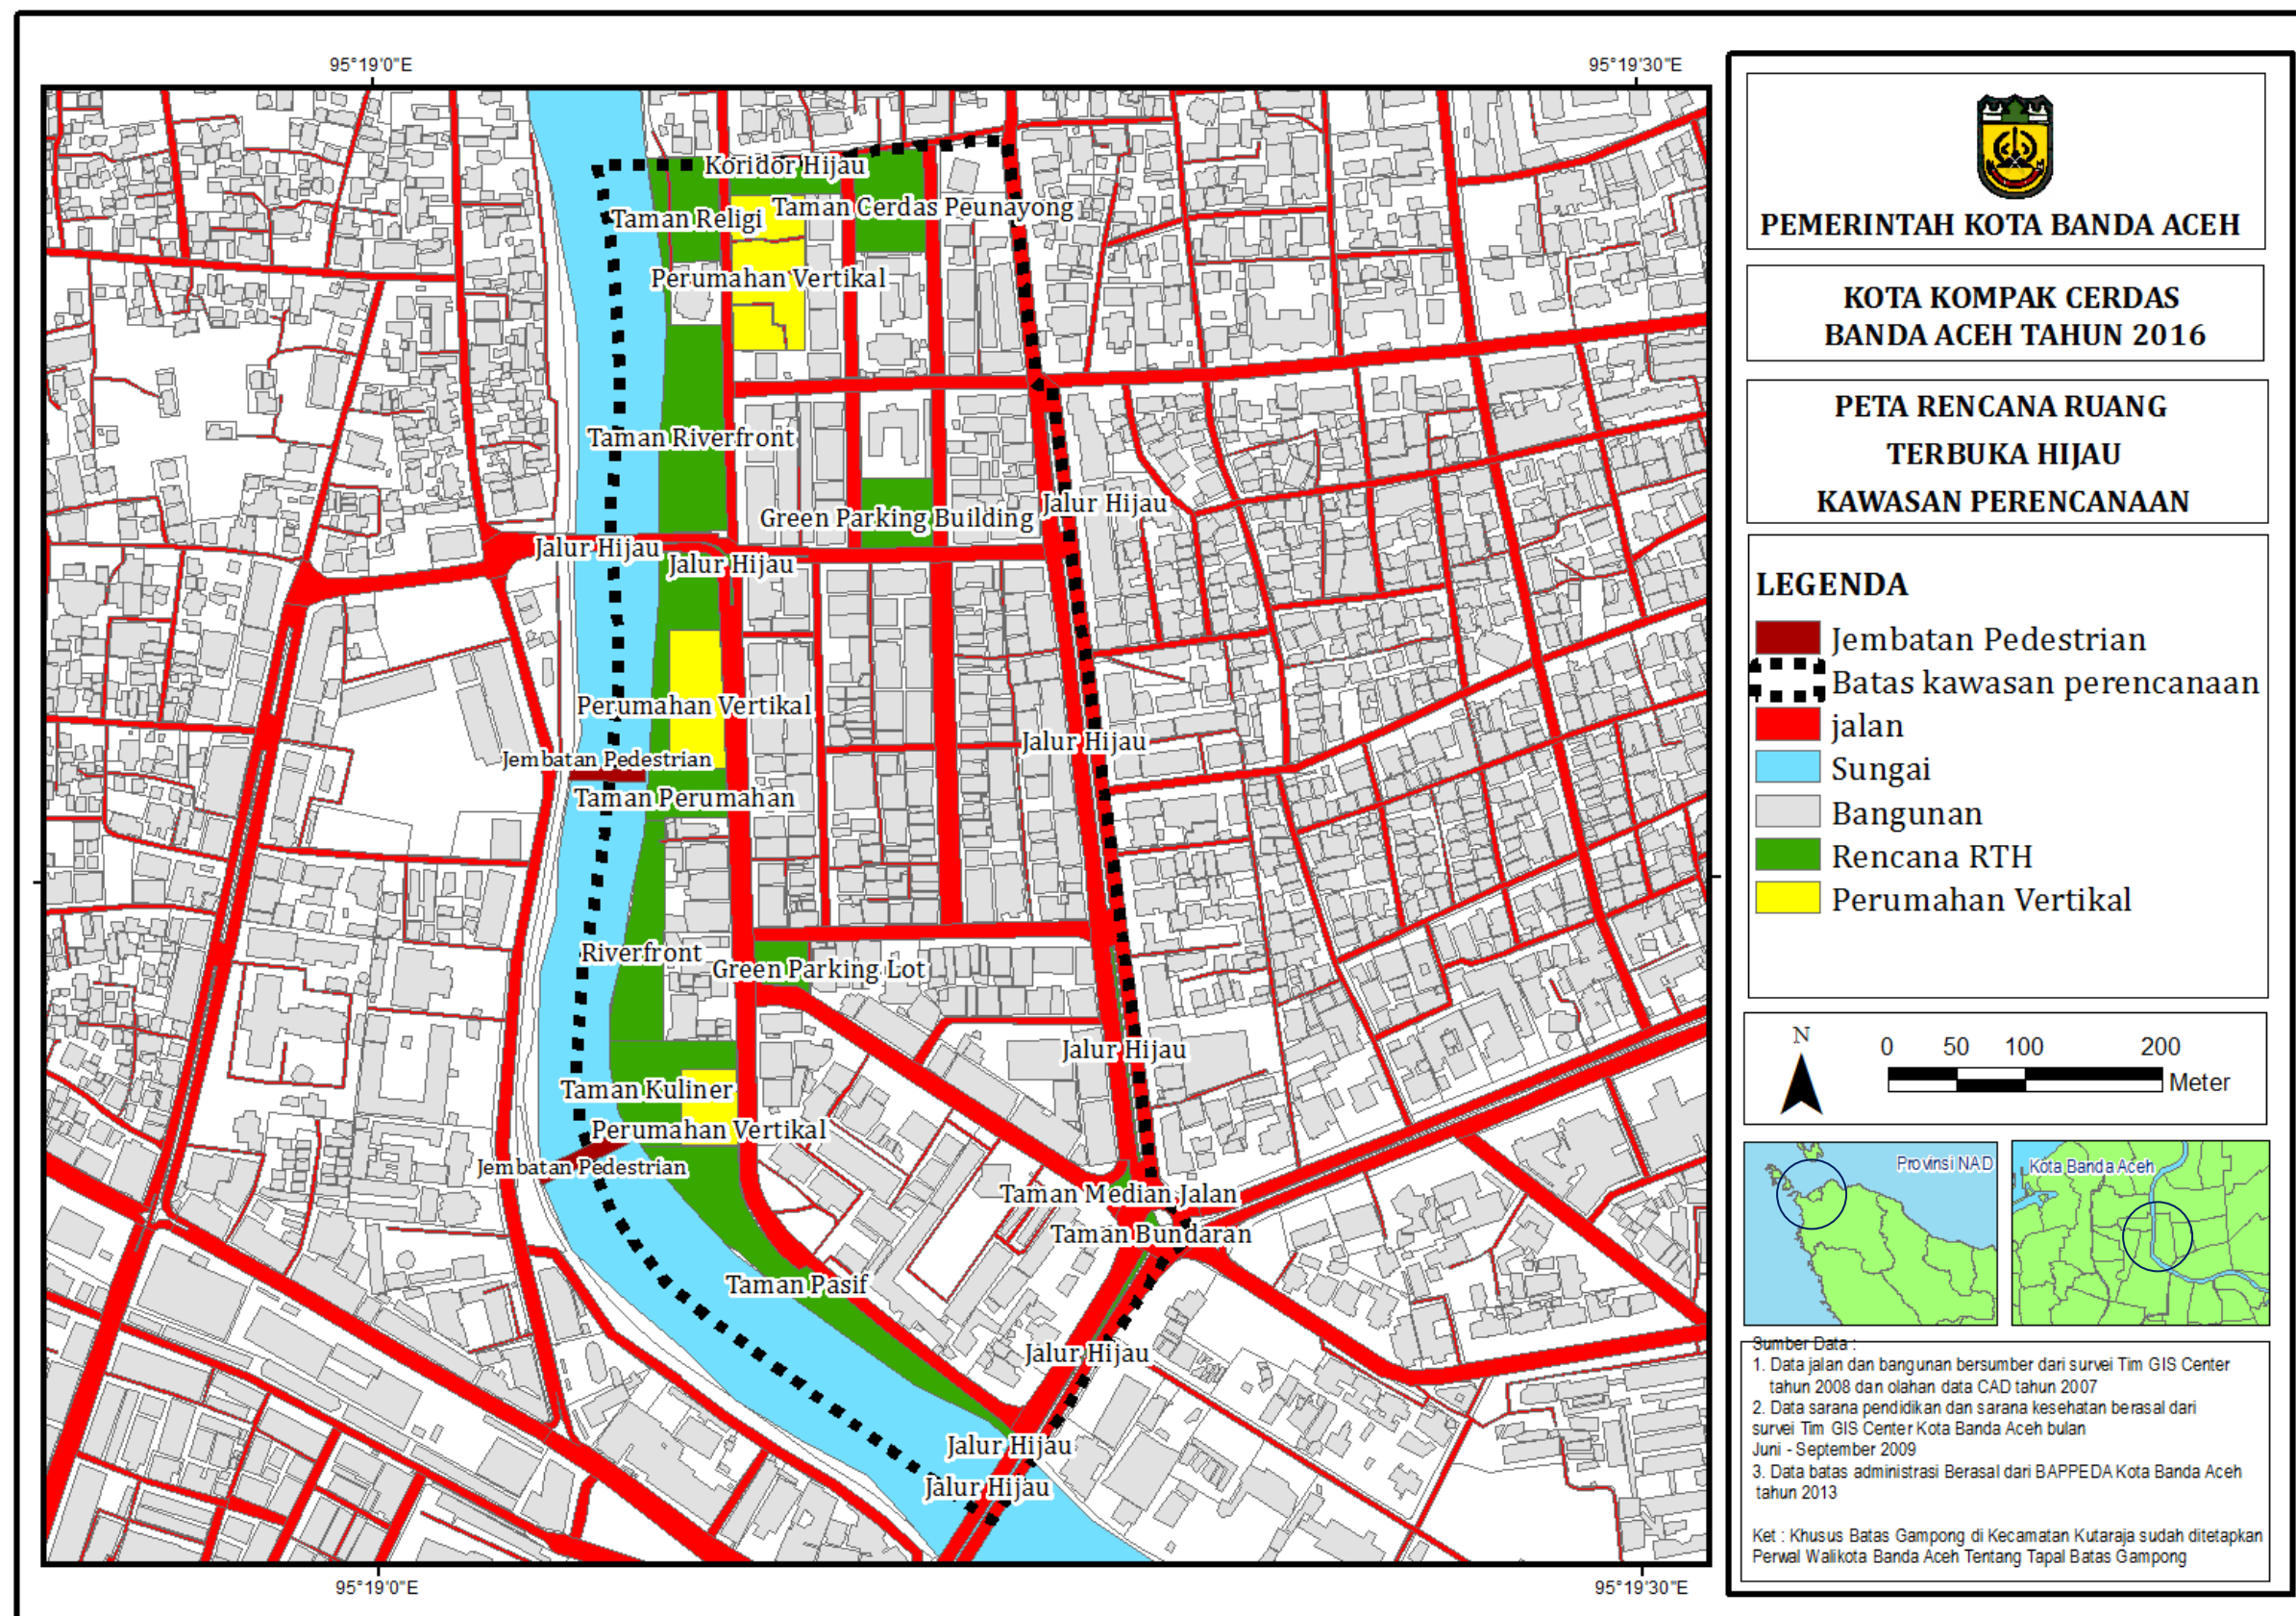 95°19'0"E
95°19'30"E
Koridor Hijau
Taman Religi
Taman Cerdas Peunayong
Perumahan Vertikal
Taman Riverfront
Jalur Hijau
Green Parking Building
Jalur Hijau
Jalur Hijau
Perumahan Vertikal
Jalur Hijau
Jembatan Pedestrian
Taman Perumahan
Riverfront
Green Parking Lot
Jalur Hijau
Taman Kuliner
Perumahan Vertikal
Jembatan Pedestrian
Taman Median Jalan
Taman Bundaran
Taman Pasif
Jalur Hijau
Jalur Hijau
Jalur Hijau
95°19'0"E
95°19'30"E
PEMERINTAH KOTA BANDA ACEH
KOTA KOMPAK CERDAS
BANDA ACEH TAHUN 2016
PETA RENCANA RUANG
TERBUKA HIJAU
KAWASAN PERENCANAAN
LEGENDA
Jembatan Pedestrian
Batas kawasan perencanaan
jalan
Sungai
Bangunan
Rencana RTH
Perumahan Vertikal
N
0 50 100 200
Meter
Provinsi NAD
Kota Banda Aceh
Sumber Data :
1. Data jalan dan bangunan bersumber dari survei Tim GIS Center
tahun 2008 dan olahan data CAD tahun 2007
2. Data sarana pendidikan dan sarana kesehatan berasal dari
survei Tim GIS Center Kota Banda Aceh bulan
Juni - September 2009
3. Data batas administrasi Berasal dari BAPPEDA Kota Banda Aceh
tahun 2013
Ket : Khusus Batas Gampong di Kecamatan Kutaraja sudah ditetapkan
Perwal Walikota Banda Aceh Tentang Tapal Batas Gampong